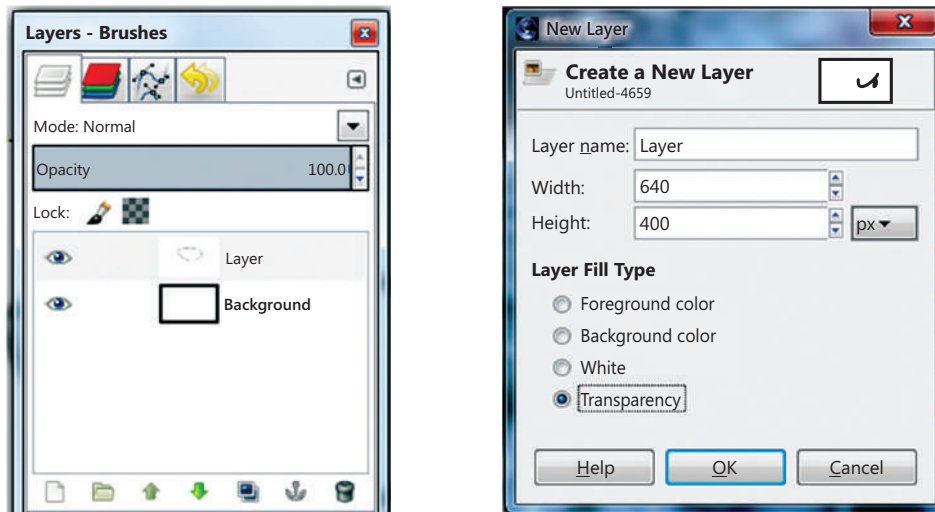 Layers - Brushes
Mode: Normal
Opacity 100.0
Lock:
Layer
Background
New Layer
Create a New Layer
Untitled-4659
Layer name: Layer
Width: 640
Height: 400 px
Layer Fill Type
Foreground color
Background color
White
Transparency
Help OK Cancel